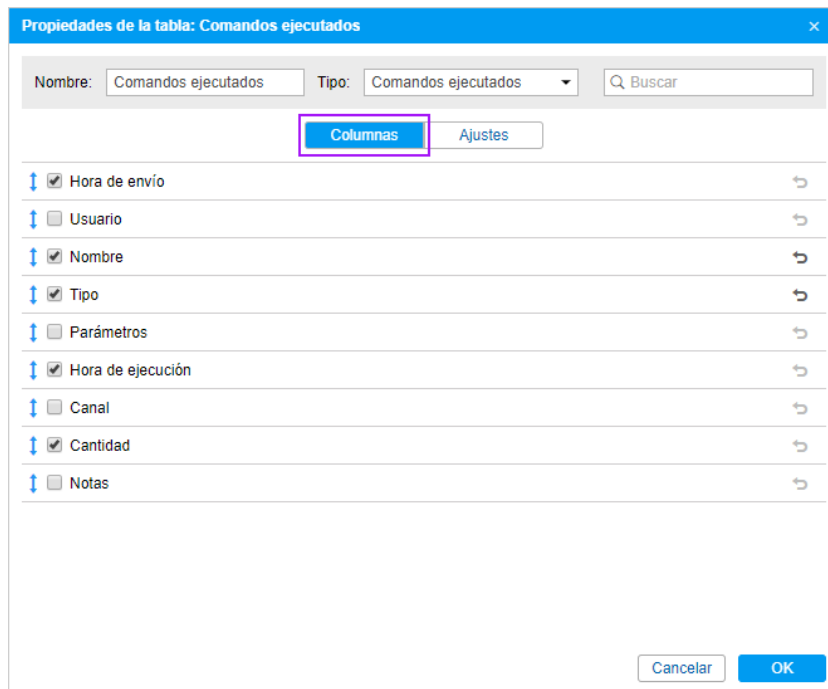 Propiedades de la tabla: Comandos ejecutados
Nombre: Comandos ejecutados Tipo: Comandos ejecutados Buscar
Columnas Ajustes
Hora de envío
Usuario
Nombre
Tipo
Parámetros
Hora de ejecución
Canal
Cantidad
Notas
Cancelar OK